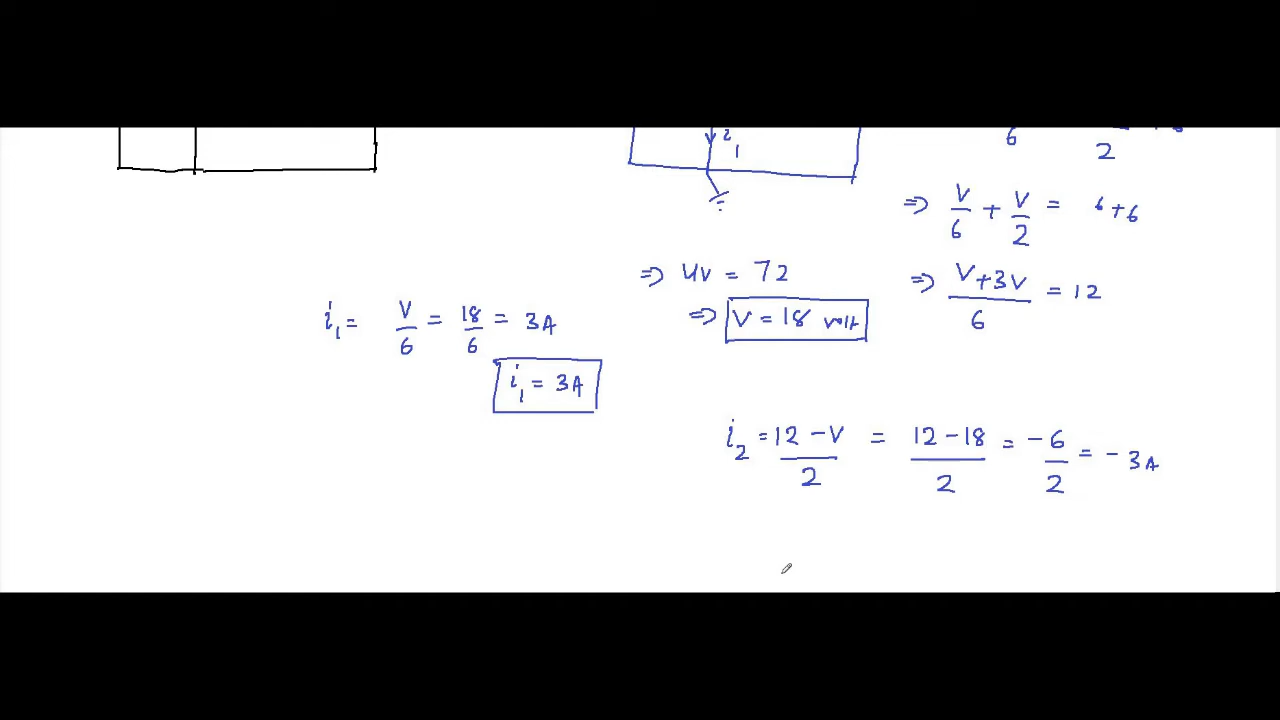 i₁
6 2
⇒ V/6 + V/2 = 6+6
⇒ (V+3V)/6 = 12
⇒ 4V = 72
⇒ V = 18 volt
i₁ = V/6 = 18/6 = 3A
i₁ = 3A
i₂ = (12-V)/2 = (12-18)/2 = -6/2 = -3A